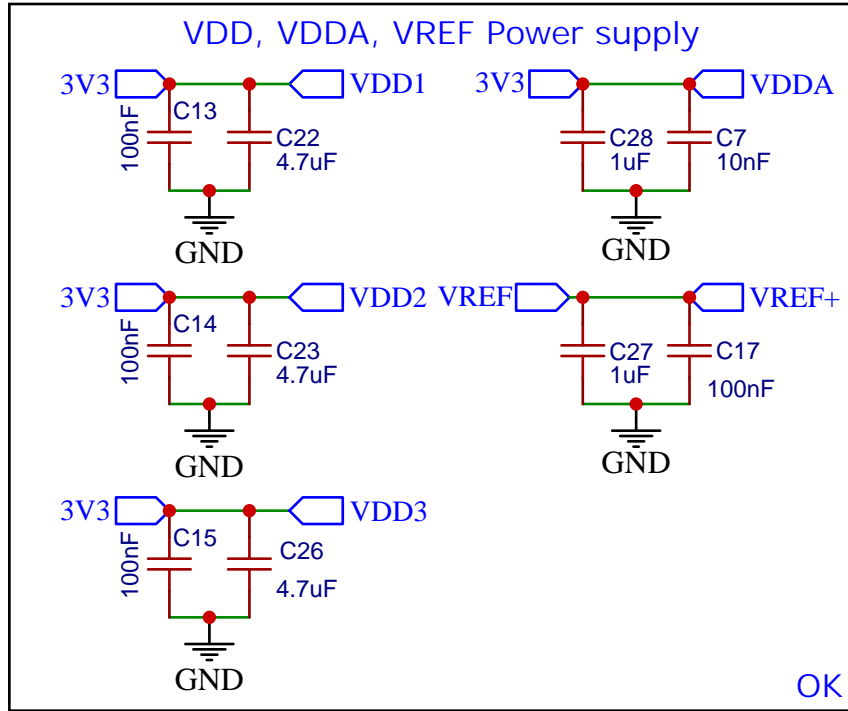 VDD, VDDA, VREF Power supply
3V3
VDD1
C13
100nF
C22
4.7uF
GND
3V3
VDDA
C28
1uF
C7
10nF
GND
3V3
VDD2
C14
100nF
C23
4.7uF
GND
VREF
VREF+
C27
1uF
C17
100nF
GND
3V3
VDD3
C15
100nF
C26
4.7uF
GND
OK